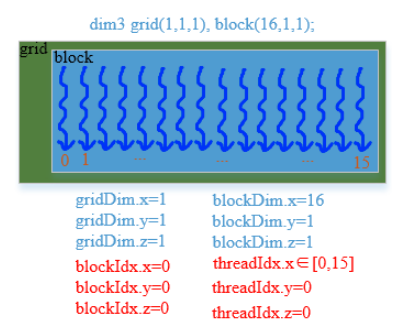 dim3 grid(1,1,1), block(16,1,1);
grid
block
0 1 ... ... ... 15
gridDim.x=1 blockDim.x=16
gridDim.y=1 blockDim.y=1
gridDim.z=1 blockDim.z=1
blockIdx.x=0 threadIdx.x∈[0,15]
blockIdx.y=0 threadIdx.y=0
blockIdx.z=0 threadIdx.z=0